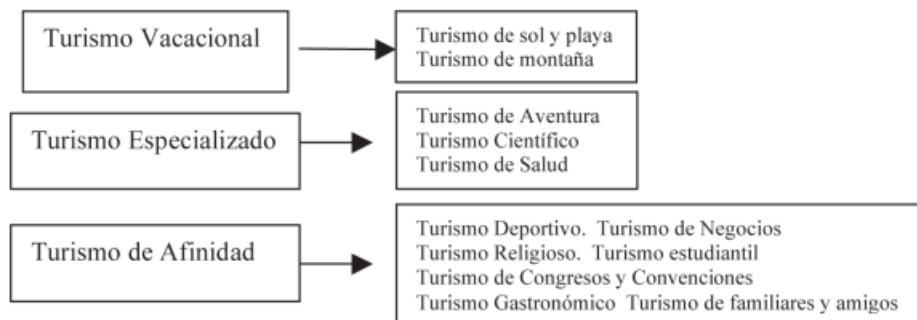 Turismo Vacacional
Turismo de sol y playa
Turismo de montaña
Turismo Especializado
Turismo de Aventura
Turismo Científico
Turismo de Salud
Turismo de Afinidad
Turismo Deportivo. Turismo de Negocios
Turismo Religioso. Turismo estudiantil
Turismo de Congresos y Convenciones
Turismo Gastronómico Turismo de familiares y amigos